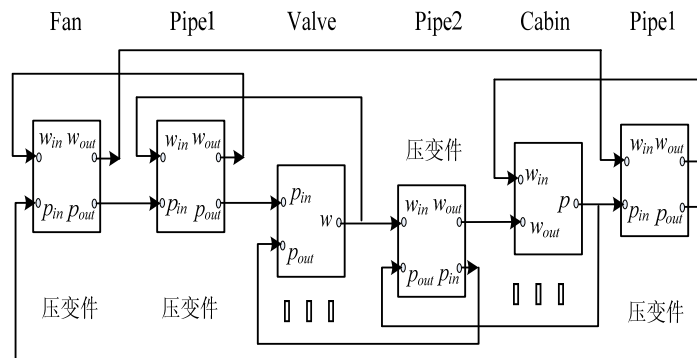 Fan Pipe1 Valve Pipe2 Cabin Pipe1
压变件
w_in w_out w_in w_out w_in w_out
p_in p_out p_in p_out p_in w_in w_out w_in p p_in p_out
w w_out
p_out p_out p_in
压变件 压变件 压变件